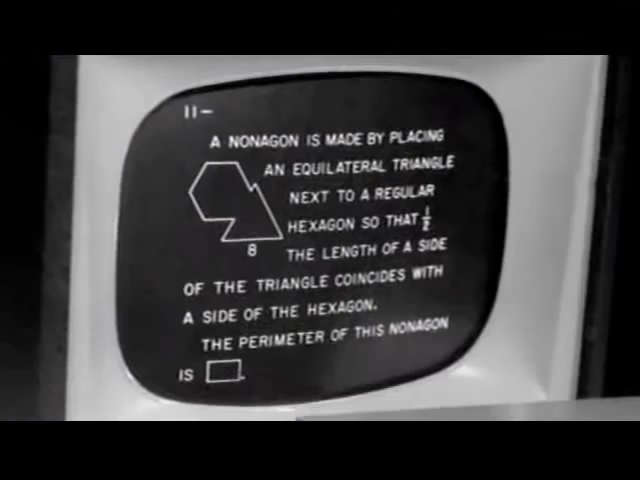 11-
A NONAGON IS MADE BY PLACING
AN EQUILATERAL TRIANGLE
NEXT TO A REGULAR
HEXAGON SO THAT 1/2
8
THE LENGTH OF A SIDE
OF THE TRIANGLE COINCIDES WITH
A SIDE OF THE HEXAGON.
THE PERIMETER OF THIS NONAGON
IS .